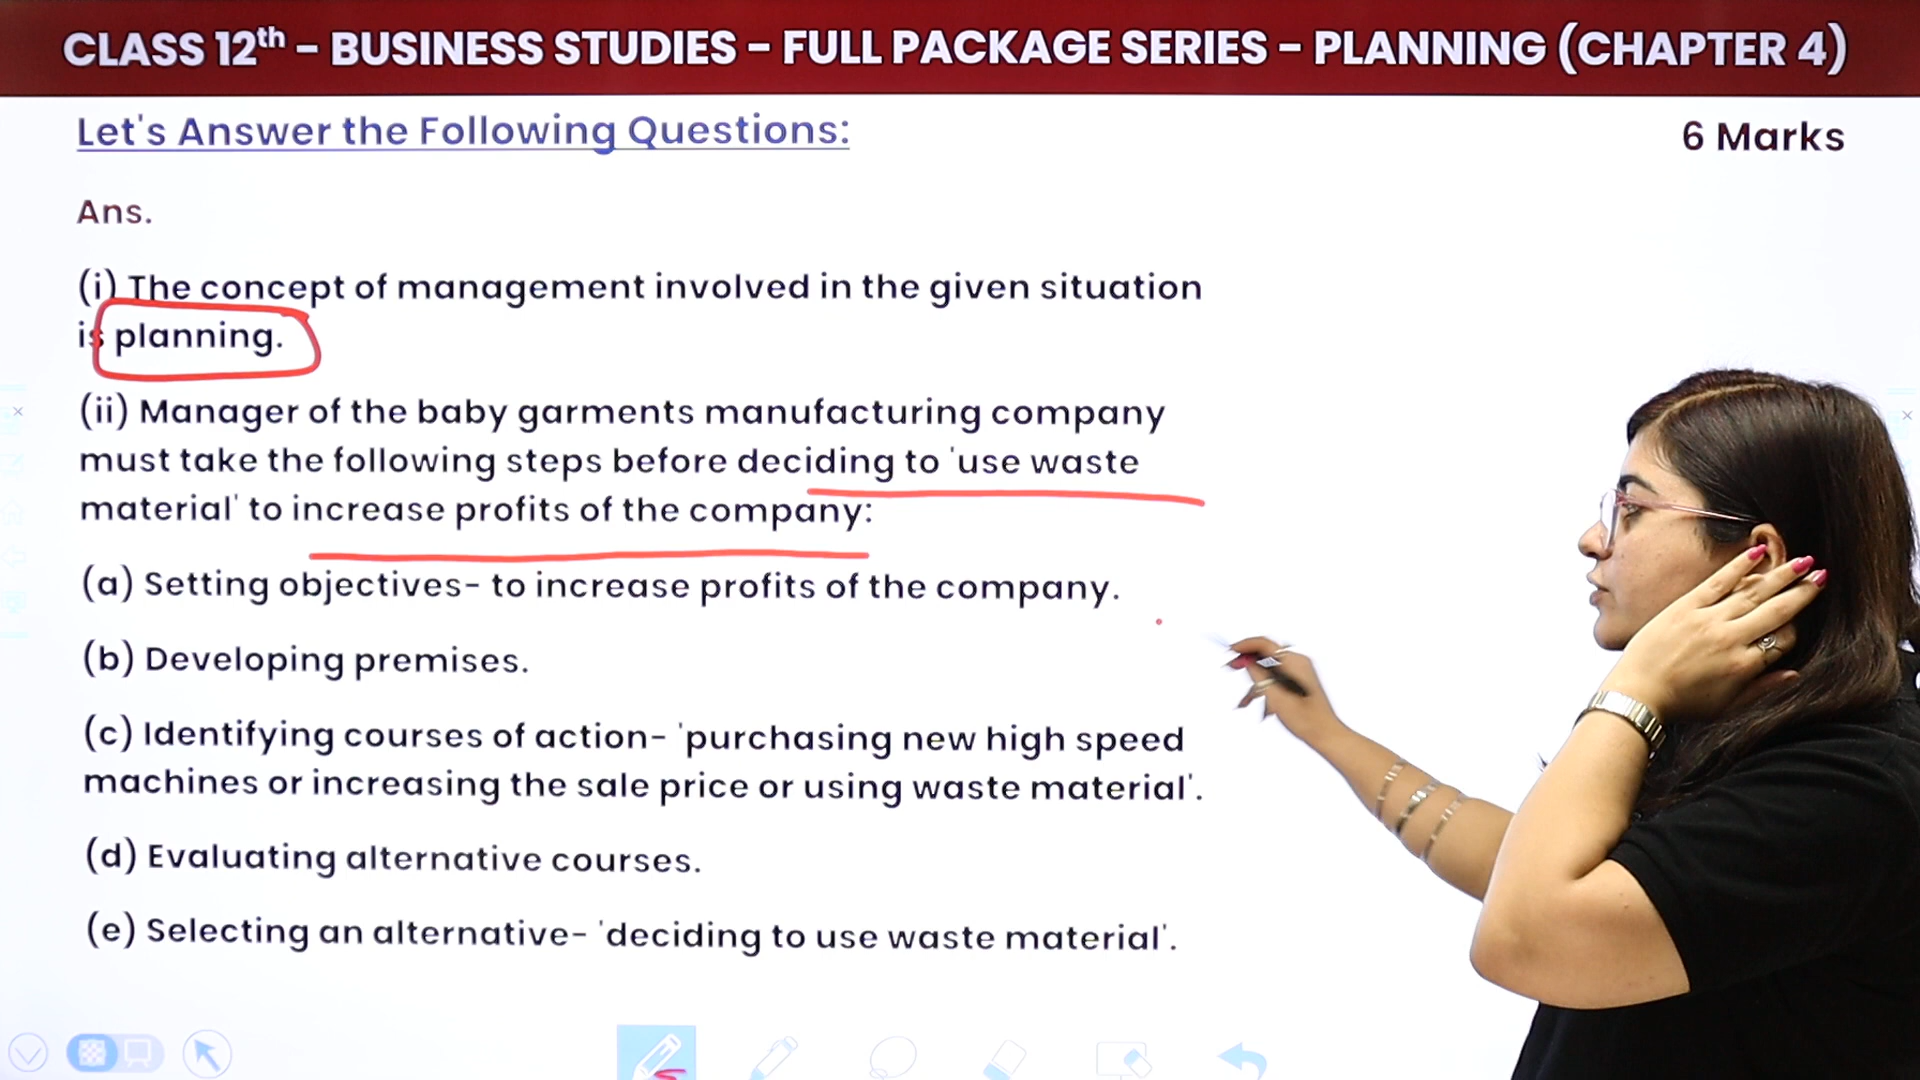 CLASS 12th – BUSINESS STUDIES – FULL PACKAGE SERIES – PLANNING (CHAPTER 4)
Let's Answer the Following Questions:
6 Marks
Ans.
(i) The concept of management involved in the given situation
is planning.
(ii) Manager of the baby garments manufacturing company
must take the following steps before deciding to 'use waste
material' to increase profits of the company:
(a) Setting objectives- to increase profits of the company.
(b) Developing premises.
(c) Identifying courses of action- 'purchasing new high speed
machines or increasing the sale price or using waste material'.
(d) Evaluating alternative courses.
(e) Selecting an alternative- 'deciding to use waste material'.